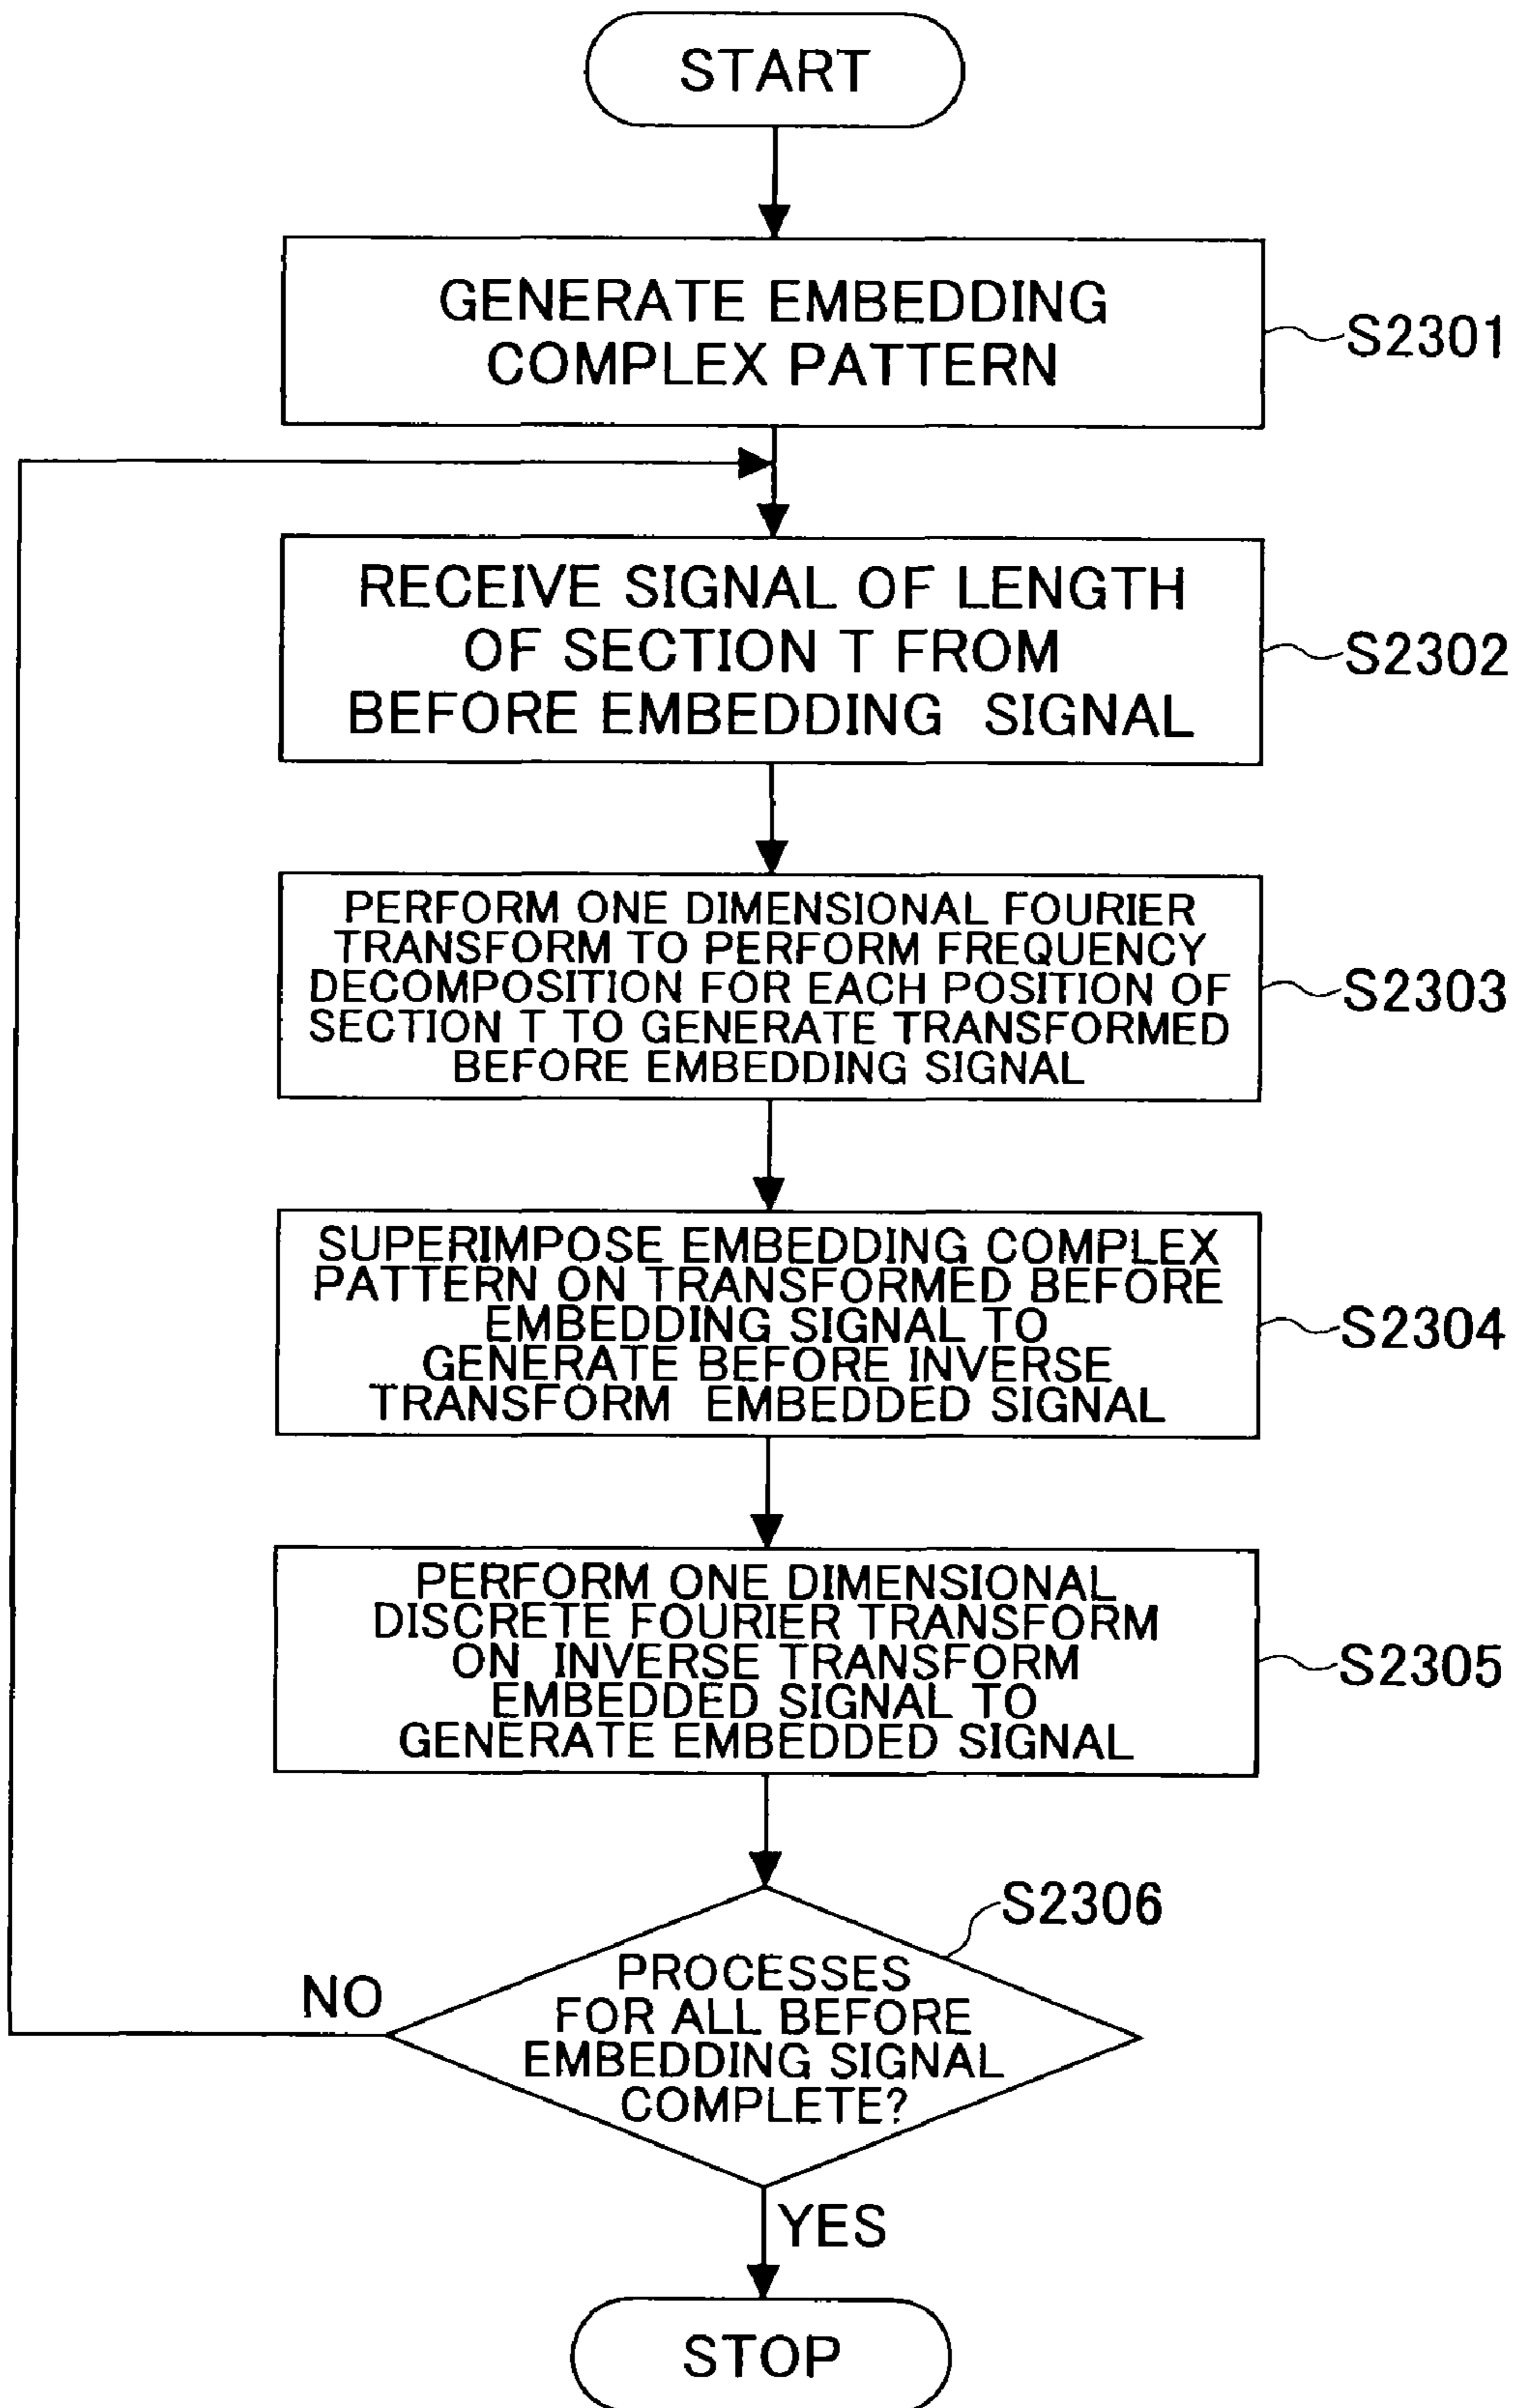 START
GENERATE EMBEDDING
COMPLEX PATTERN
S2301
RECEIVE SIGNAL OF LENGTH
OF SECTION T FROM
BEFORE EMBEDDING SIGNAL
S2302
PERFORM ONE DIMENSIONAL FOURIER
TRANSFORM TO PERFORM FREQUENCY
DECOMPOSITION FOR EACH POSITION OF
SECTION T TO GENERATE TRANSFORMED
BEFORE EMBEDDING SIGNAL
S2303
SUPERIMPOSE EMBEDDING COMPLEX
PATTERN ON TRANSFORMED BEFORE
EMBEDDING SIGNAL TO
GENERATE BEFORE INVERSE
TRANSFORM EMBEDDED SIGNAL
S2304
PERFORM ONE DIMENSIONAL
DISCRETE FOURIER TRANSFORM
ON INVERSE TRANSFORM
EMBEDDED SIGNAL TO
GENERATE EMBEDDED SIGNAL
S2305
S2306
PROCESSES
FOR ALL BEFORE
EMBEDDING SIGNAL
COMPLETE?
NO
YES
STOP